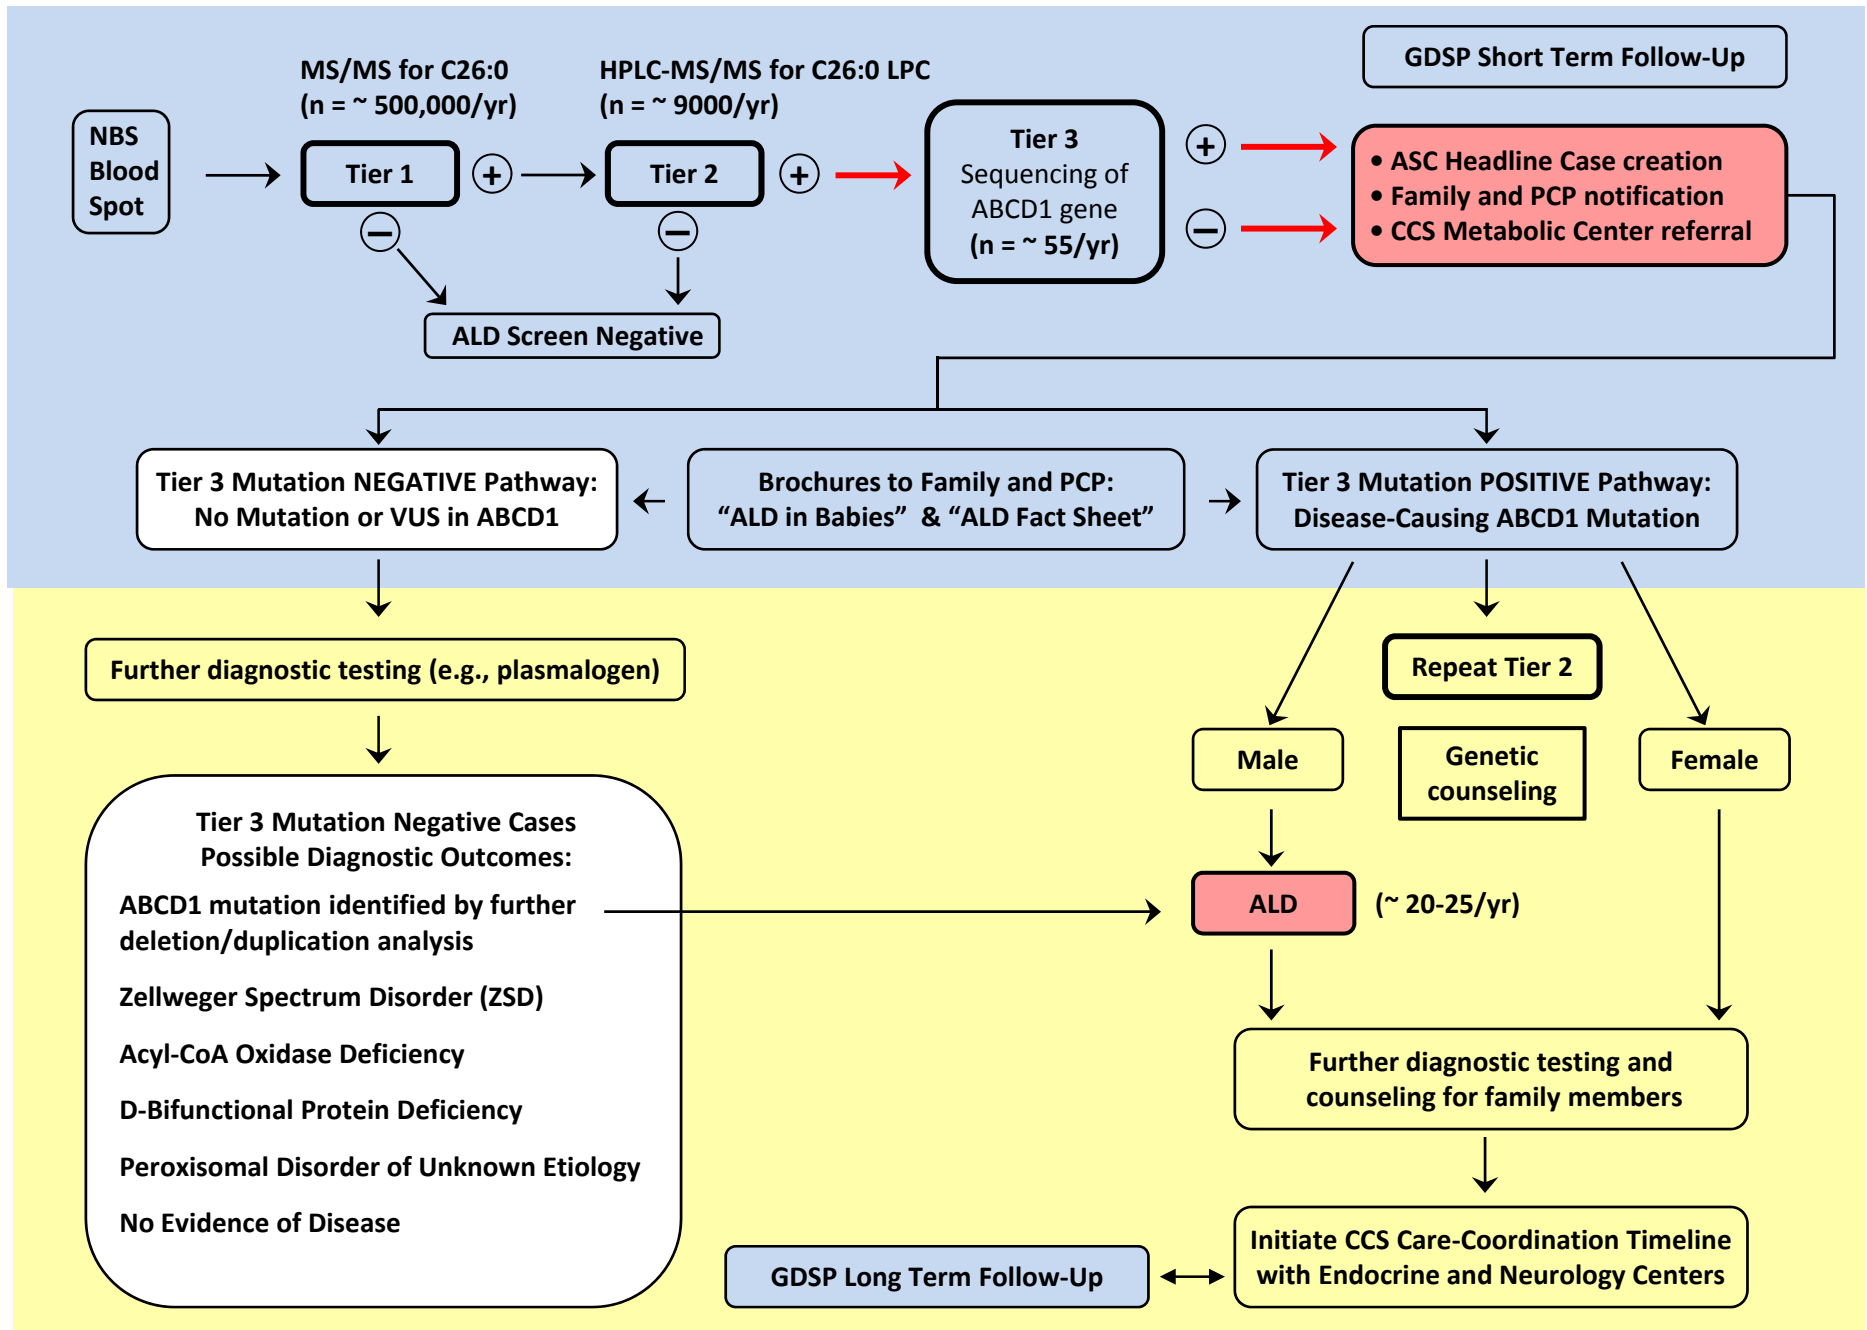 MS/MS for C26:0
(n = ~ 500,000/yr)
HPLC-MS/MS for C26:0 LPC
(n = ~ 9000/yr)
GDSP Short Term Follow-Up
NBS
Blood
Spot
Tier 1
+
Tier 2
+
Tier 3
Sequencing of
ABCD1 gene
(n = ~ 55/yr)
+
−
• ASC Headline Case creation
• Family and PCP notification
• CCS Metabolic Center referral
−
−
ALD Screen Negative
Tier 3 Mutation NEGATIVE Pathway:
No Mutation or VUS in ABCD1
Brochures to Family and PCP:
“ALD in Babies” & “ALD Fact Sheet”
Tier 3 Mutation POSITIVE Pathway:
Disease-Causing ABCD1 Mutation
Further diagnostic testing (e.g., plasmalogen)
Repeat Tier 2
Male
Genetic
counseling
Female
Tier 3 Mutation Negative Cases
Possible Diagnostic Outcomes:
ABCD1 mutation identified by further
deletion/duplication analysis
Zellweger Spectrum Disorder (ZSD)
Acyl-CoA Oxidase Deficiency
D-Bifunctional Protein Deficiency
Peroxisomal Disorder of Unknown Etiology
No Evidence of Disease
ALD
(~ 20-25/yr)
Further diagnostic testing and
counseling for family members
Initiate CCS Care-Coordination Timeline
with Endocrine and Neurology Centers
GDSP Long Term Follow-Up